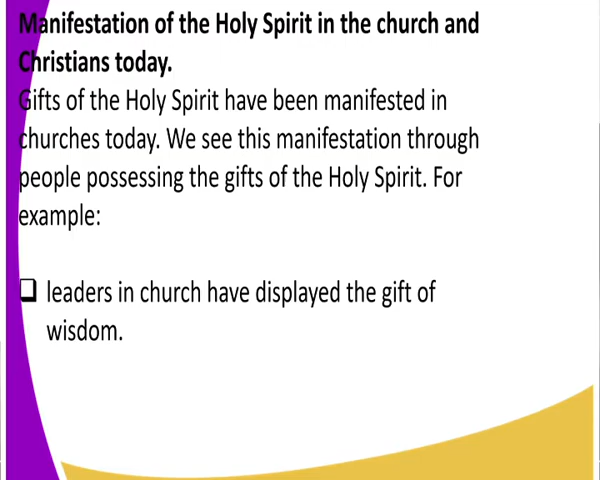 Manifestation of the Holy Spirit in the church and
Christians today.
Gifts of the Holy Spirit have been manifested in
churches today. We see this manifestation through
people possessing the gifts of the Holy Spirit. For
example:
❑ leaders in church have displayed the gift of
wisdom.